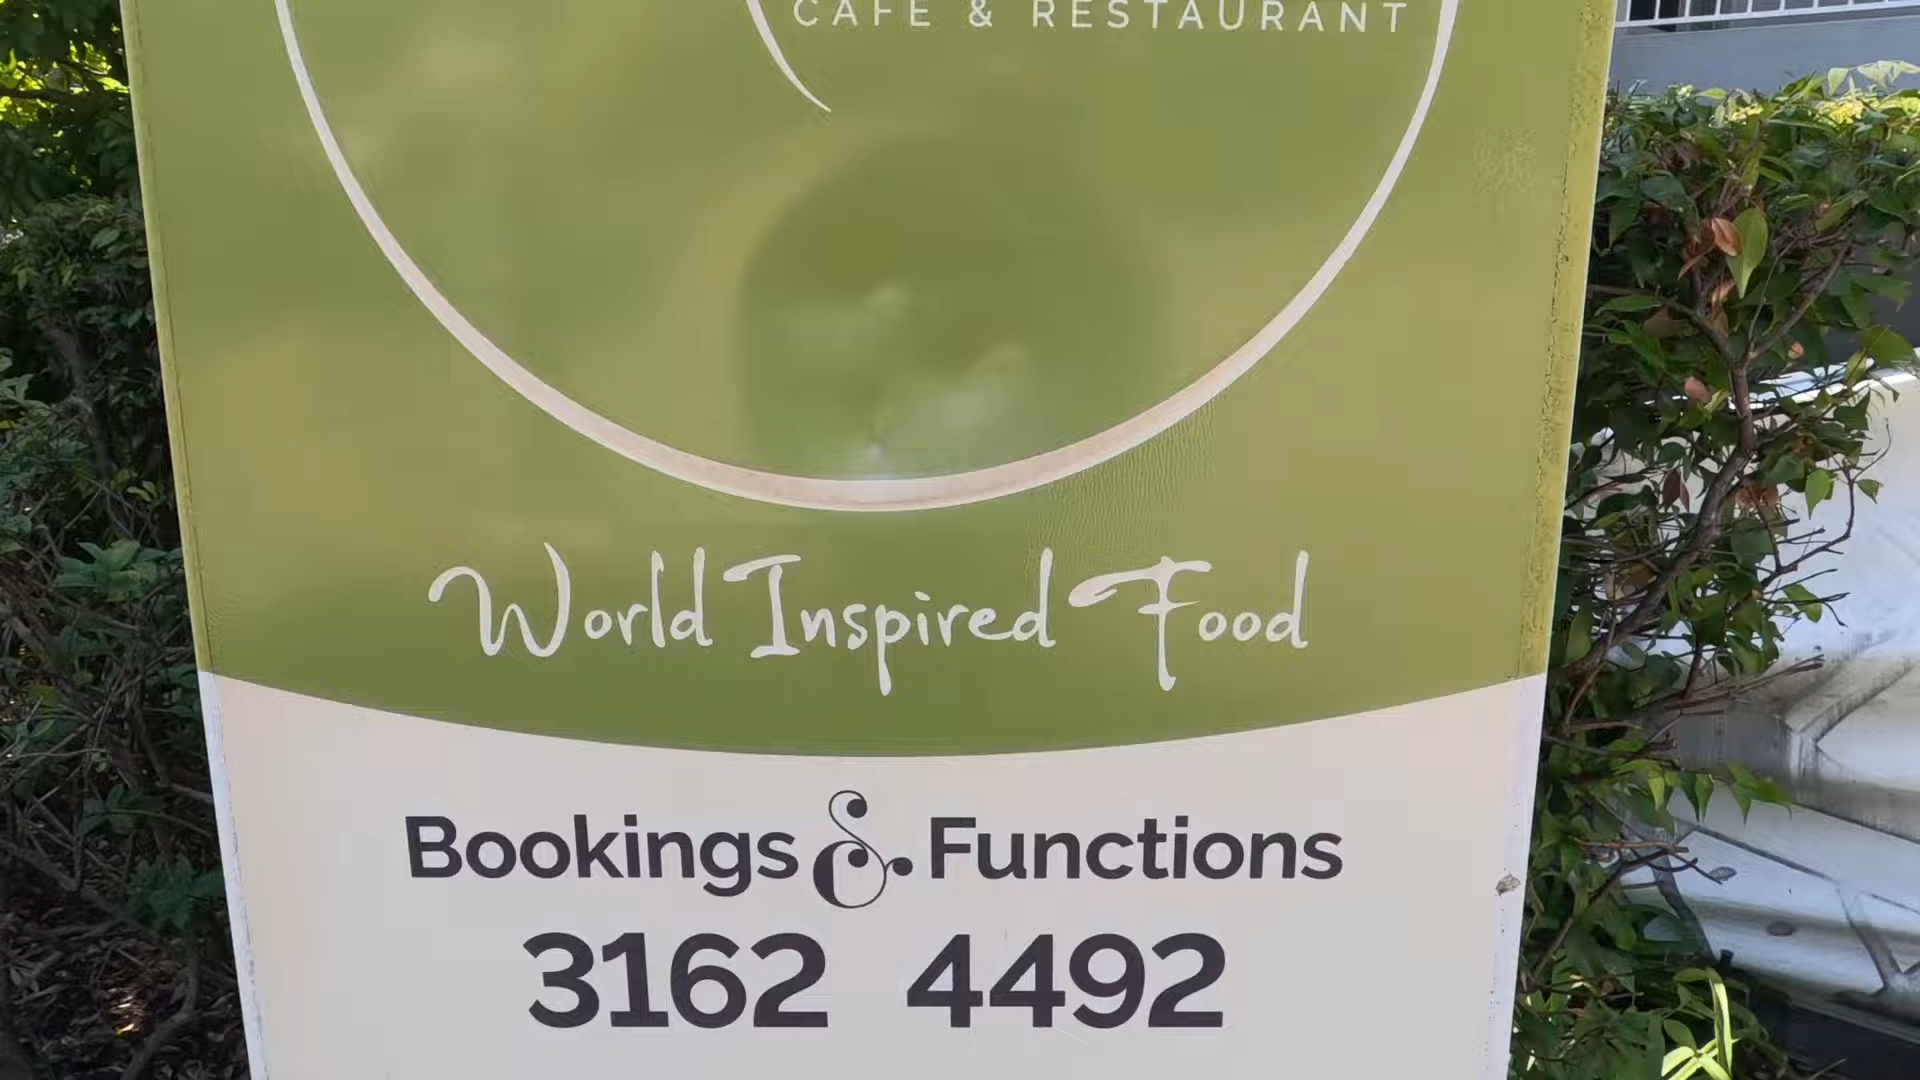 CAFE & RESTAURANT
World Inspired Food
Bookings & Functions
3162 4492